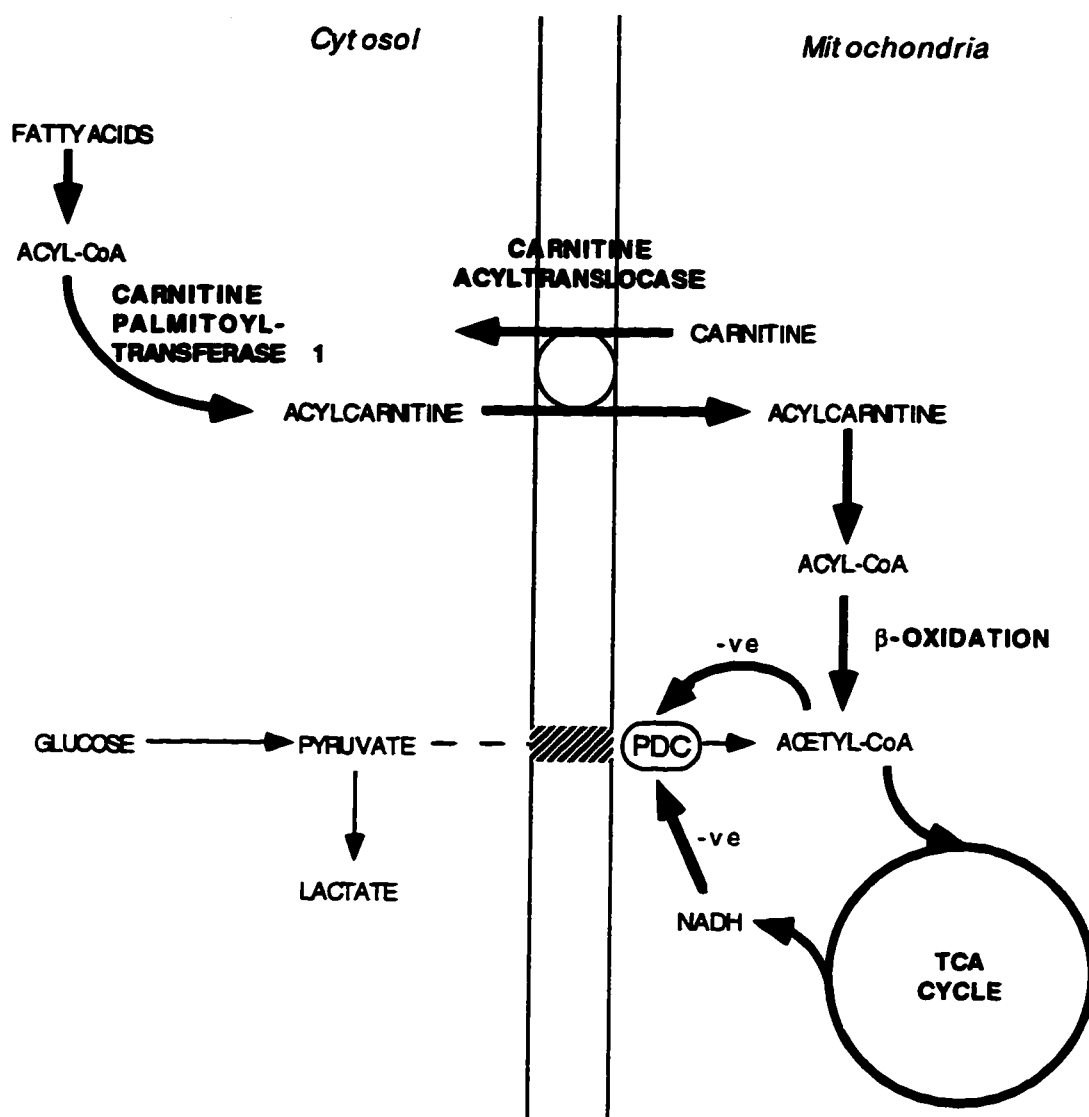 Cytosol
Mitochondria
FATTY ACIDS
ACYL-CoA
CARNITINE
PALMITOYL-
TRANSFERASE 1
CARNITINE
ACYLTRANSLOCASE
CARNITINE
ACYLCARNITINE
ACYLCARNITINE
ACYL-CoA
β-OXIDATION
-ve
GLUCOSE
PYRUVATE
PDC
ACETYL-CoA
-ve
LACTATE
NADH
TCA
CYCLE